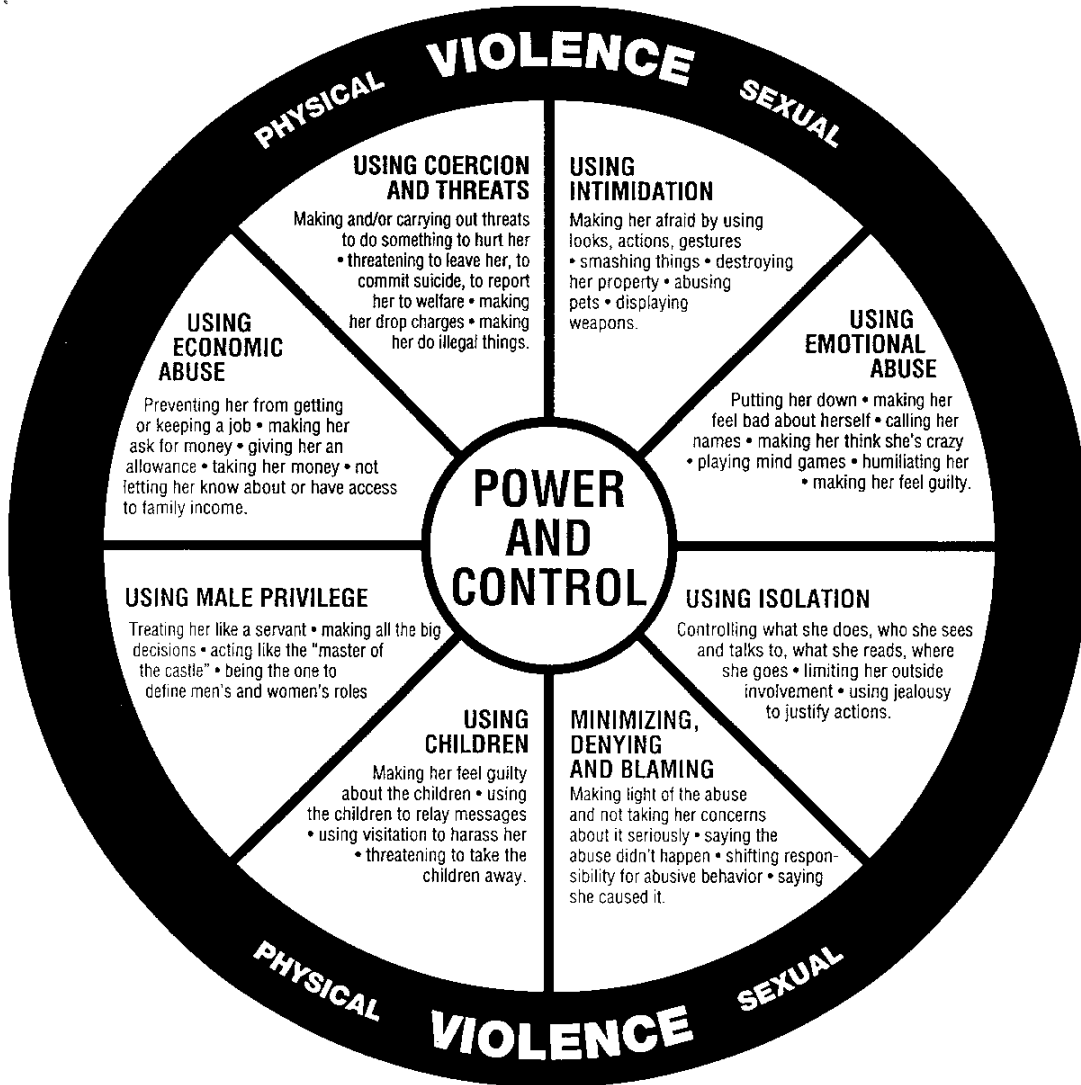 PHYSICAL VIOLENCE SEXUAL
USING COERCION
AND THREATS
Making and/or carrying out threats
to do something to hurt her
• threatening to leave her, to
commit suicide, to report
her to welfare • making
her drop charges • making
her do illegal things.
USING
INTIMIDATION
Making her afraid by using
looks, actions, gestures
• smashing things • destroying
her property • abusing
pets • displaying
weapons.
USING
EMOTIONAL
ABUSE
Putting her down • making her
feel bad about herself • calling her
names • making her think she's crazy
• playing mind games • humiliating her
• making her feel guilty.
USING ISOLATION
Controlling what she does, who she sees
and talks to, what she reads, where
she goes • limiting her outside
involvement • using jealousy
to justify actions.
MINIMIZING,
DENYING
AND BLAMING
Making light of the abuse
and not taking her concerns
about it seriously • saying the
abuse didn't happen • shifting respon-
sibility for abusive behavior • saying
she caused it.
USING
CHILDREN
Making her feel guilty
about the children • using
the children to relay messages
• using visitation to harass her
• threatening to take the
children away.
USING MALE PRIVILEGE
Treating her like a servant • making all the big
decisions • acting like the "master of
the castle" • being the one to
define men's and women's roles
USING
ECONOMIC
ABUSE
Preventing her from getting
or keeping a job • making her
ask for money • giving her an
allowance • taking her money • not
letting her know about or have access
to family income.
POWER
AND
CONTROL
PHYSICAL VIOLENCE SEXUAL